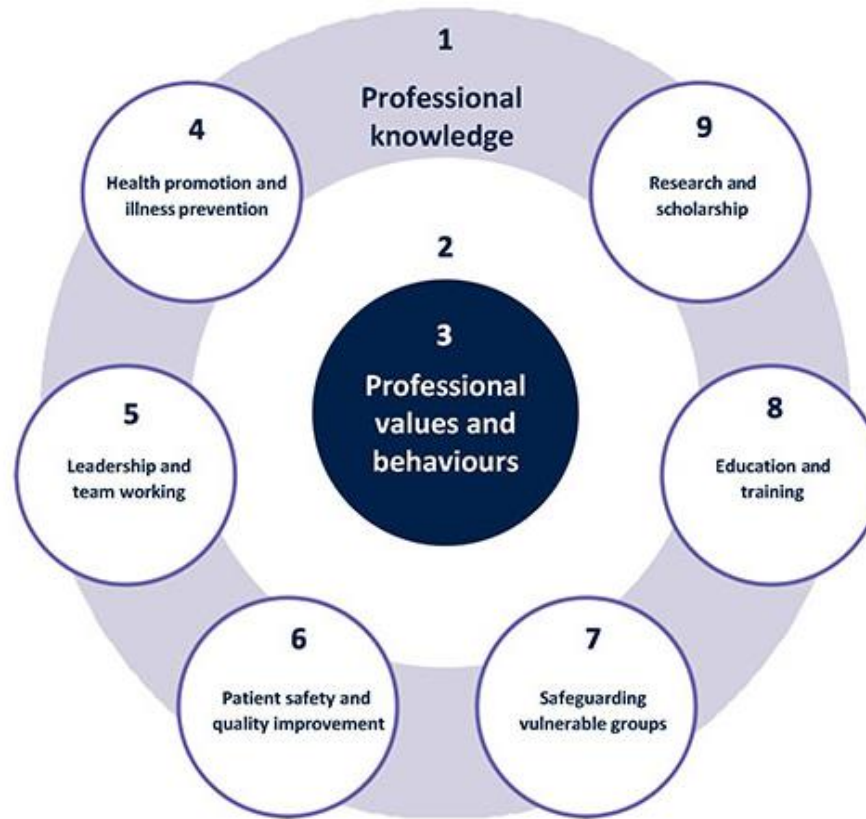 1
Professional
knowledge
2
3
Professional
values and
behaviours
4
Health promotion and
illness prevention
5
Leadership and
team working
6
Patient safety and
quality improvement
7
Safeguarding
vulnerable groups
8
Education and
training
9
Research and
scholarship